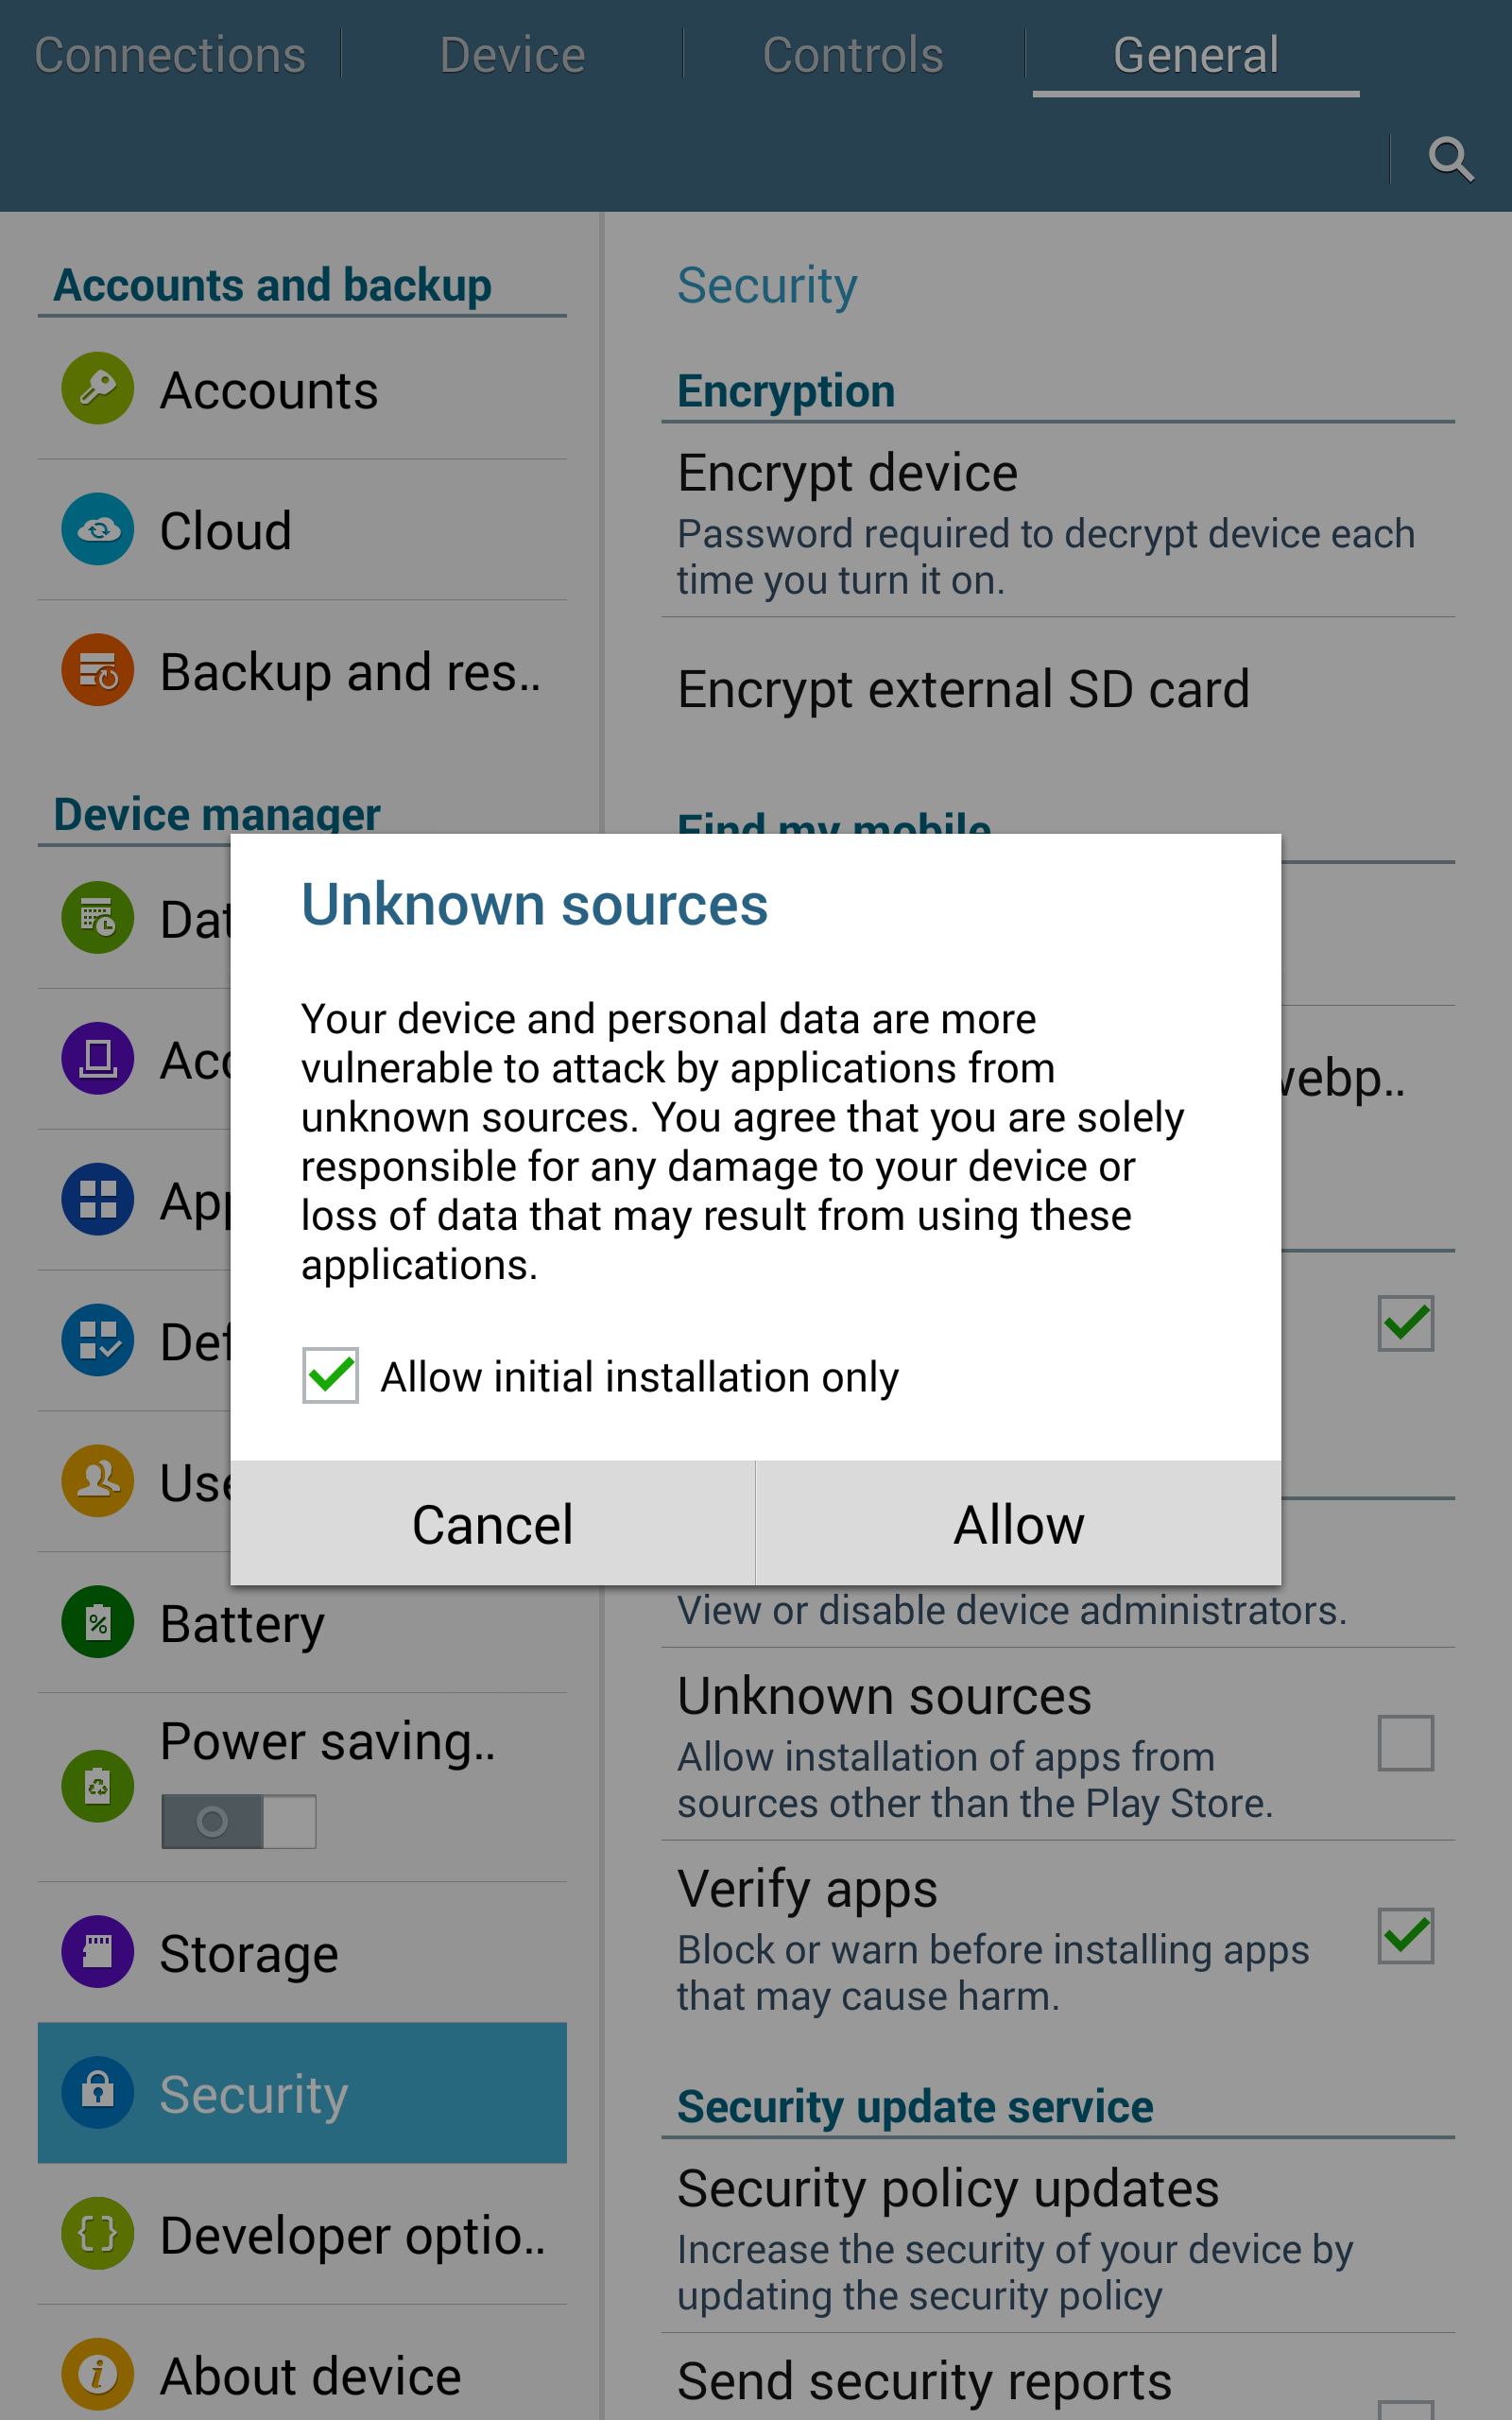 Connections
Device
Controls
General
Accounts and backup
Accounts
Cloud
Backup and res..
Device manager
Battery
Power saving..
Storage
Security
Developer optio..
About device
Security
Encryption
Encrypt device
Password required to decrypt device each
time you turn it on.
Encrypt external SD card
Find my mobile
Unknown sources
Your device and personal data are more
vulnerable to attack by applications from
unknown sources. You agree that you are solely
responsible for any damage to your device or
loss of data that may result from using these
applications.
Allow initial installation only
Cancel
Allow
View or disable device administrators.
Unknown sources
Allow installation of apps from
sources other than the Play Store.
Verify apps
Block or warn before installing apps
that may cause harm.
Security update service
Security policy updates
Increase the security of your device by
updating the security policy
Send security reports